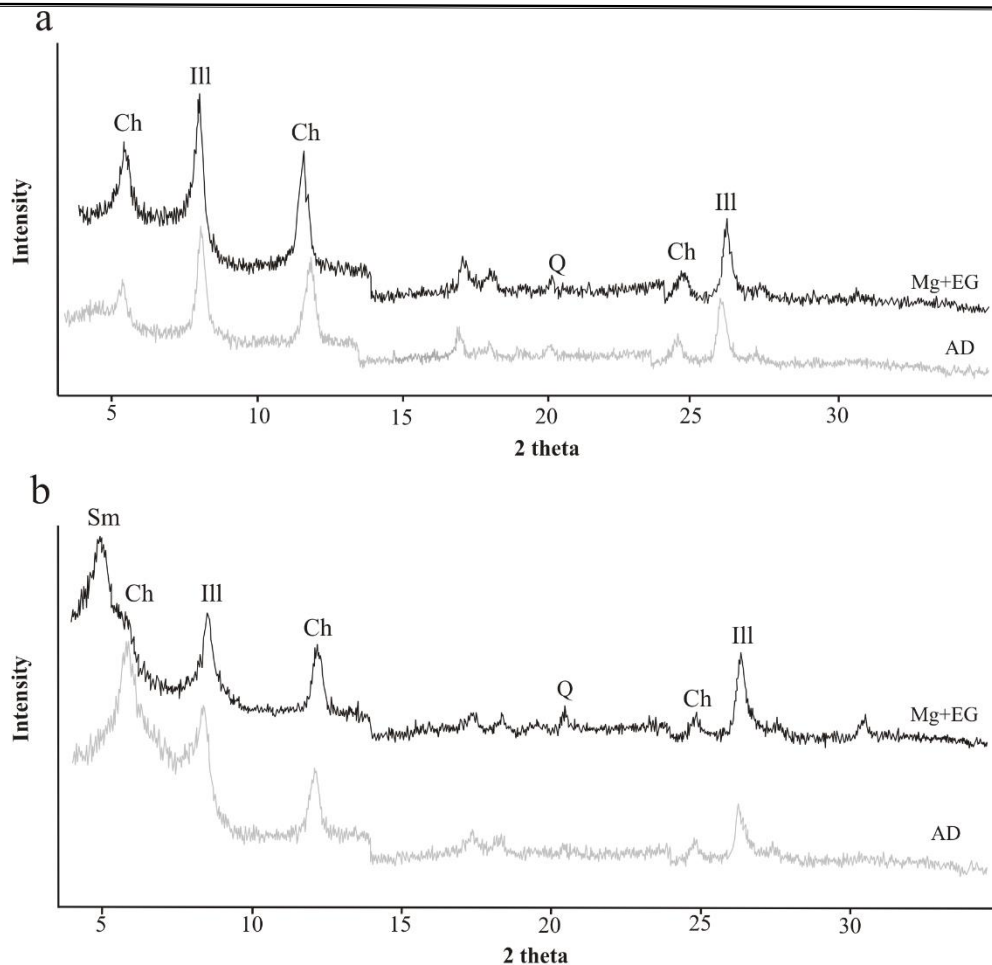 a
Ill
Ch
Ch
Ill
Ch
Q
Mg+EG
AD
Intensity
5 10 15 20 25 30
2 theta
b
Sm
Ch
Ill
Ch
Ill
Q
Ch
Mg+EG
AD
Intensity
5 10 15 20 25 30
2 theta